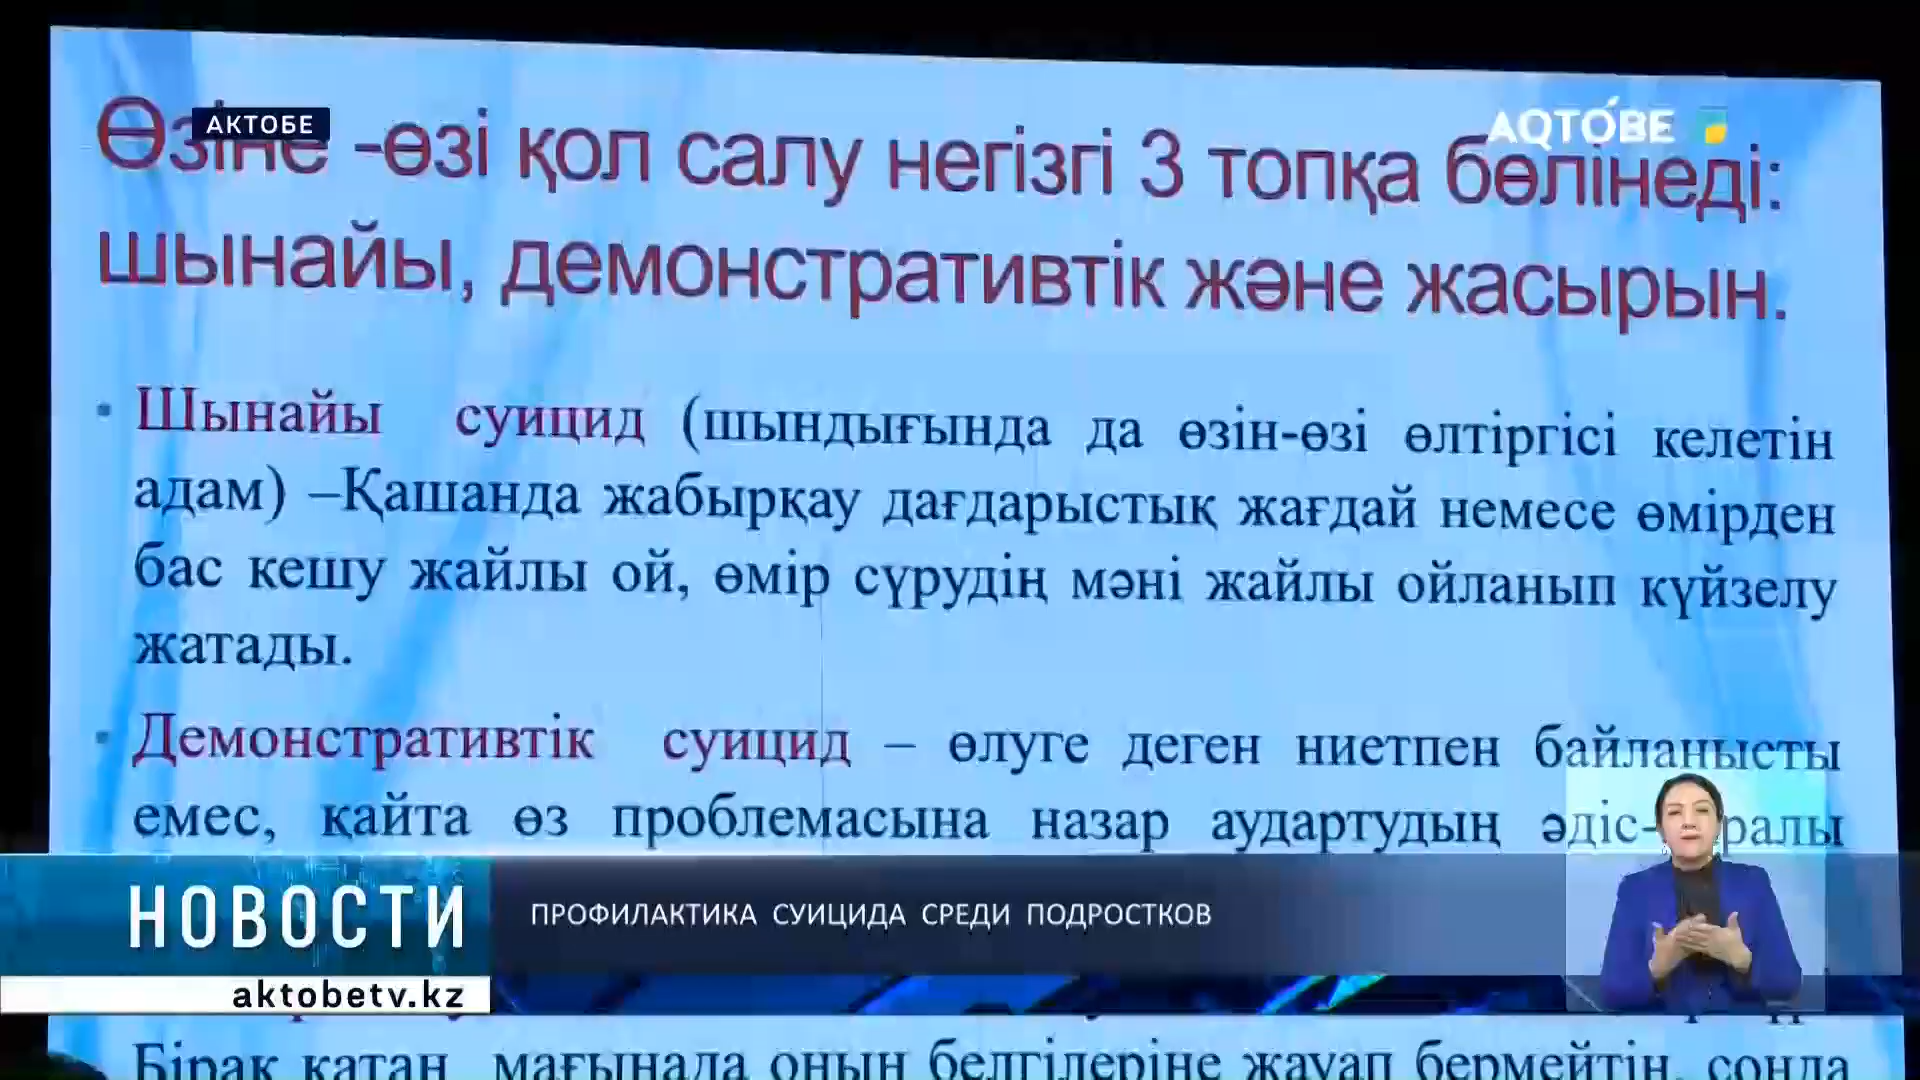 АКТОБЕ
AQTÓBE
Өзіне -өзі қол салу негізгі 3 топқа бөлінеді:
шынайы, демонстративтік және жасырын.
• Шынайы суицид (шындығында да өзін-өзі өлтіргісі келетін
адам) –Қашанда жабырқау дағдарыстық жағдай немесе өмірден
бас кешу жайлы ой, өмір сүрудің мәні жайлы ойланып күйзелу
жатады.
• Демонстративтік суицид – өлуге деген ниетпен байланысты
емес, қайта өз проблемасына назар аудартудың
НОВОСТИ
ПРОФИЛАКТИКА СУИЦИДА СРЕДИ ПОДРОСТКОВ
aktobetv.kz
Бірақ қатаң мағынада оның белгілеріне жауап бермейтін, сонда